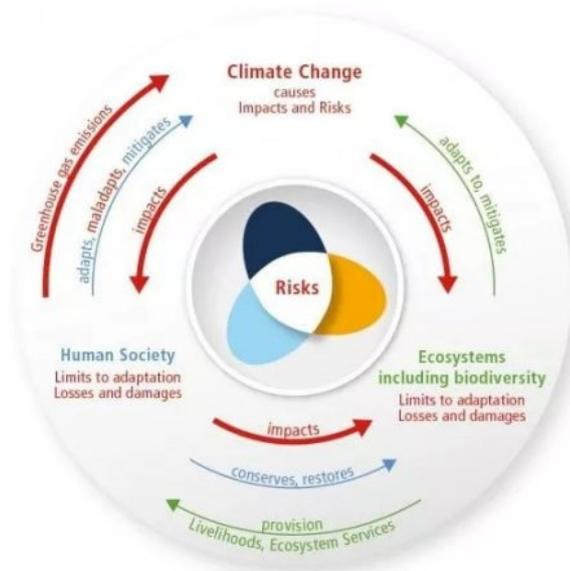 Climate Change
causes
Impacts and Risks
Greenhouse gas emissions
adapts, maladapts, mitigates
impacts
impacts
adapts to, mitigates
Risks
Human Society
Limits to adaptation
Losses and damages
Ecosystems
including biodiversity
Limits to adaptation
Losses and damages
impacts
conserves, restores
provision
Livelihoods, Ecosystem Services